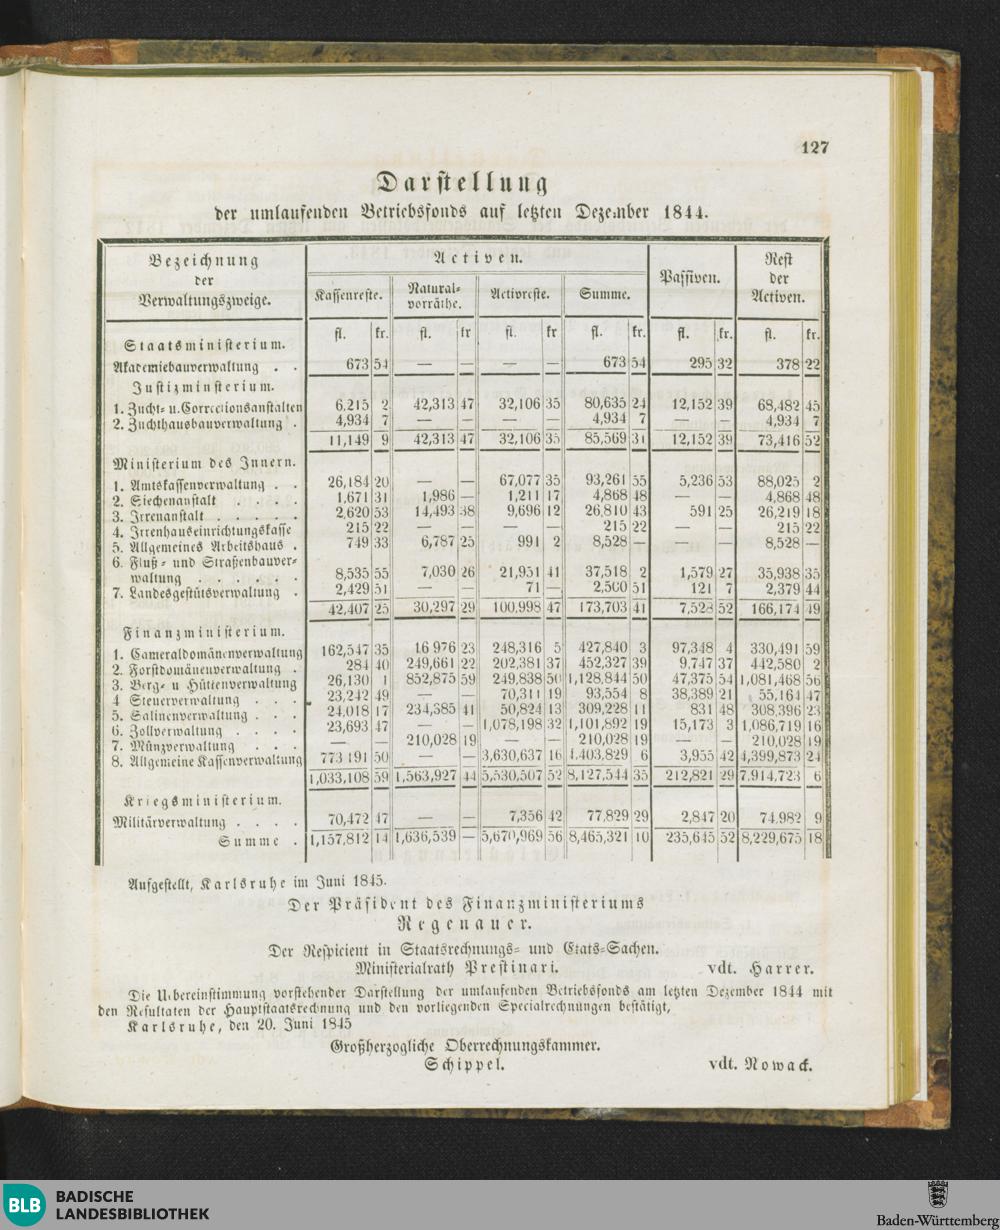 127
Darstellung
der umlaufenden Betriebsfonds auf letzten Dezember 1844.
Bezeichnung der Verwaltungszweige. | Activen. | Passiven. | Rest der Activen.
Kassenreste. | Natural-vorräthe. | Activreste. | Summe.
fl. kr. | fl. kr | fl. kr | fl. kr. | fl. kr. | fl. kr.
Staatsministerium.
Akademiebauverwaltung . . 673 54 | — — | — — | 673 54 | 295 32 | 378 22
Justizministerium.
1. Zucht- u. Correctionsanstalten 6,215 2 | 42,313 47 | 32,106 35 | 80,635 24 | 12,152 39 | 68,482 45
2. Zuchthausbauverwaltung . 4,934 7 | — — | — — | 4,934 7 | — — | 4,934 7
11,149 9 | 42,313 47 | 32,106 35 | 85,569 31 | 12,152 39 | 73,416 52
Ministerium des Innern.
1. Amtskassenverwaltung . . 26,184 20 | — — | 67,077 35 | 93,261 55 | 5,236 53 | 88,025 2
2. Siechenanstalt . . . . 1,671 31 | 1,986 — | 1,211 17 | 4,868 48 | — — | 4,868 48
3. Irrenanstalt . . . . . 2,620 53 | 14,493 38 | 9,696 12 | 26,810 43 | 591 25 | 26,219 18
4. Irrenhauseinrichtungskasse 215 22 | — — | — — | 215 22 | — — | 215 22
5. Allgemeines Arbeitshaus . 749 33 | 6,787 25 | 991 2 | 8,528 — | — — | 8,528 —
6. Fluß- und Straßenbauver-
waltung . . . . . . 8,535 55 | 7,030 26 | 21,951 41 | 37,518 2 | 1,579 27 | 35,938 35
7. Landesgestütsverwaltung . 2,429 51 | — — | 71 — | 2,500 51 | 121 7 | 2,379 44
42,407 25 | 30,297 29 | 100,998 47 | 173,703 41 | 7,528 52 | 166,174 49
Finanzministerium.
1. Cameraldomänenverwaltung 162,547 35 | 16 976 23 | 248,316 5 | 427,840 3 | 97,348 4 | 330,491 59
2. Forstdomänenverwaltung . 284 40 | 249,661 22 | 202,381 37 | 452,327 39 | 9,747 37 | 442,580 2
3. Berg- u Hüttenverwaltung 26,130 1 | 852,875 59 | 249,838 50 | 1,128,844 50 | 47,375 54 | 1,081,468 56
4 Steuerverwaltung . . . 23,242 49 | — — | 70,311 19 | 93,554 8 | 38,389 21 | 55,164 47
5. Salinenverwaltung . . . 24,018 17 | 234,385 41 | 50,824 13 | 309,228 11 | 831 48 | 308,396 23
6. Zollverwaltung . . . . 23,693 47 | — — | 1,078,198 32 | 1,101,892 19 | 15,173 3 | 1,086,719 16
7. Münzverwaltung . . . — — | 210,028 19 | — — | 210,028 19 | — — | 210,028 19
8. Allgemeine Kassenverwaltung 773 191 50 | — — | 3,630,637 16 | 4,403,829 6 | 3,955 42 | 4,399,873 24
1,033,108 59 | 1,563,927 44 | 5,530,507 52 | 8,127,544 35 | 212,821 29 | 7,914,723 6
Kriegsministerium.
Militärverwaltung . . . . 70,472 47 | — — | 7,356 42 | 77,829 29 | 2,847 20 | 74,982 9
Summe . 1,157,812 14 | 1,636,539 — | 5,670,969 56 | 8,465,321 10 | 235,645 52 | 8,229,675 18
Aufgestellt, Karlsruhe im Juni 1845.
Der Präsident des Finanzministeriums
Regenauer.
Der Respicient in Staatsrechnungs- und Etats-Sachen.
Ministerialrath Prestinari. vdt. Harrer.
Die Uebereinstimmung vorstehender Darstellung der umlaufenden Betriebsfonds am letzten Dezember 1844 mit
den Resultaten der Hauptstaatsrechnung und den vorliegenden Specialrechnungen bestätigt,
Karlsruhe, den 20. Juni 1845
Großherzogliche Oberrechnungskammer.
Schippel. vdt. Nowack.
BLB BADISCHE
LANDESBIBLIOTHEK
Baden-Württemberg